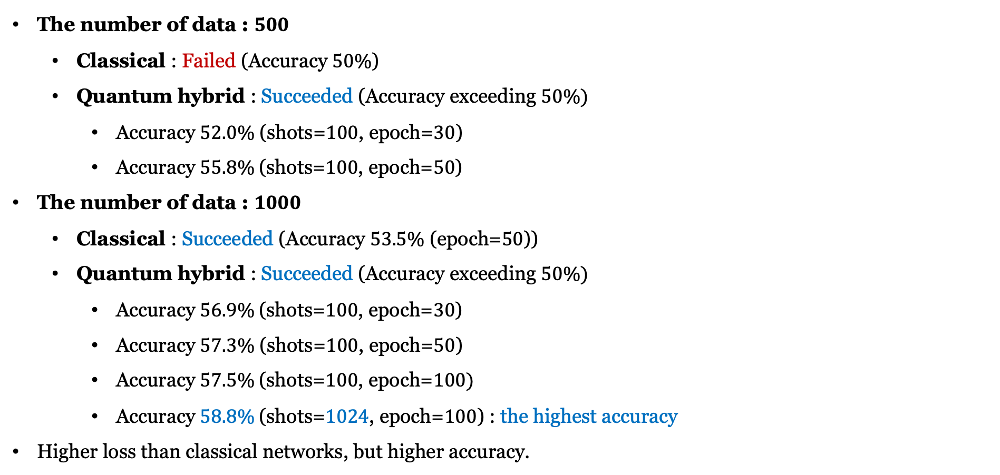 • The number of data : 500
• Classical : Failed (Accuracy 50%)
• Quantum hybrid : Succeeded (Accuracy exceeding 50%)
• Accuracy 52.0% (shots=100, epoch=30)
• Accuracy 55.8% (shots=100, epoch=50)
• The number of data : 1000
• Classical : Succeeded (Accuracy 53.5% (epoch=50))
• Quantum hybrid : Succeeded (Accuracy exceeding 50%)
• Accuracy 56.9% (shots=100, epoch=30)
• Accuracy 57.3% (shots=100, epoch=50)
• Accuracy 57.5% (shots=100, epoch=100)
• Accuracy 58.8% (shots=1024, epoch=100) : the highest accuracy
• Higher loss than classical networks, but higher accuracy.